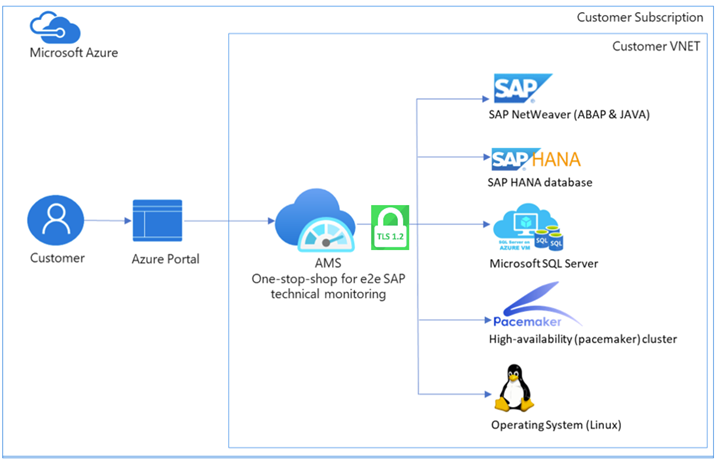 Customer Subscription
Microsoft Azure
Customer VNET
SAP
SAP NetWeaver (ABAP & JAVA)
SAP HANA
SAP HANA database
Customer
Azure Portal
TLS 1.2
AMS
One-stop-shop for e2e SAP
technical monitoring
SQL Server on
AZURE VM
SQL
SQL
Microsoft SQL Server
Pacemaker
High-availability (pacemaker) cluster
Operating System (Linux)